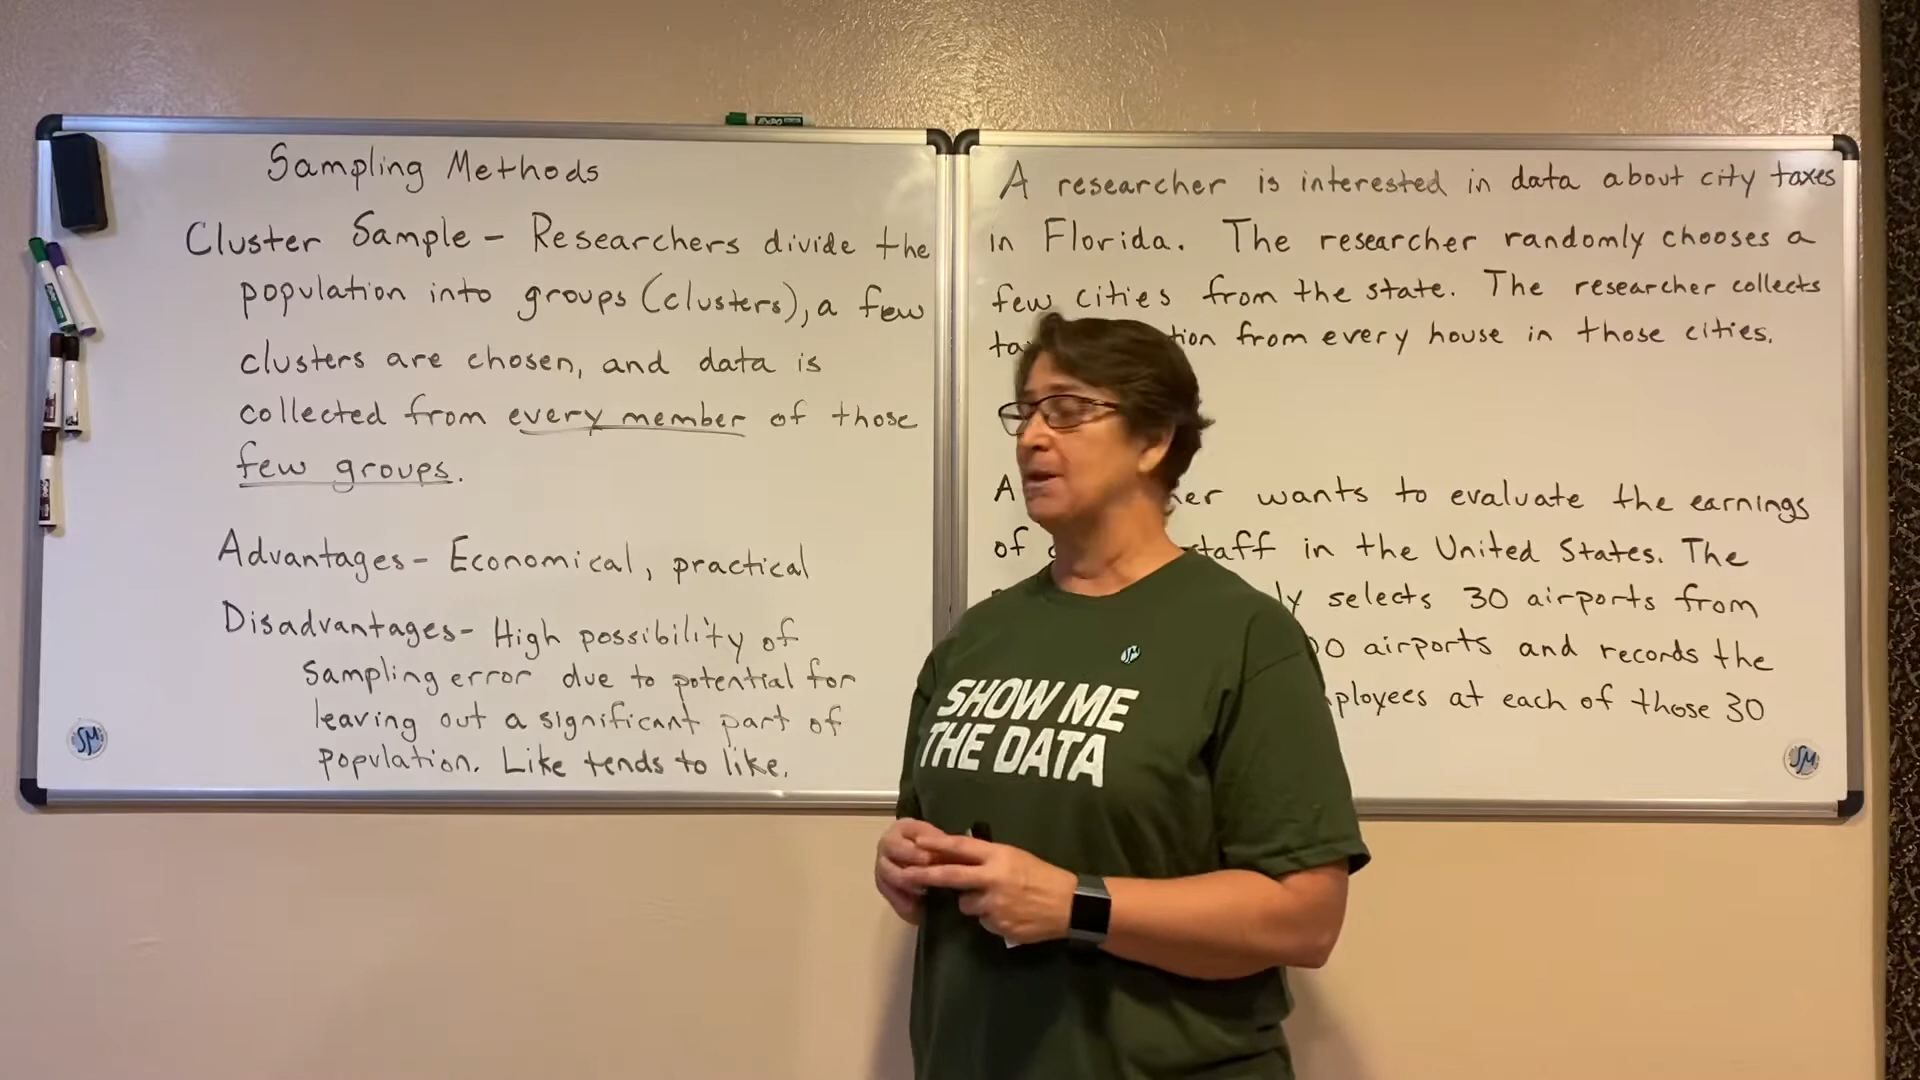 Sampling Methods
Cluster Sample - Researchers divide the
population into groups (clusters), a few
clusters are chosen, and data is
collected from every member of those
few groups.
Advantages - Economical, practical
Disadvantages - High possibility of
sampling error due to potential for
leaving out a significant part of
population. Like tends to like.
SM
EXPO
A researcher is interested in data about city taxes
in Florida. The researcher randomly chooses a
few cities from the state. The researcher collects
from every house in those cities.
A wants to evaluate the earnings
of in the United States. The
selects 30 airports from
airports and records the
at each of those 30
SM
SM
SHOW ME
THE DATA